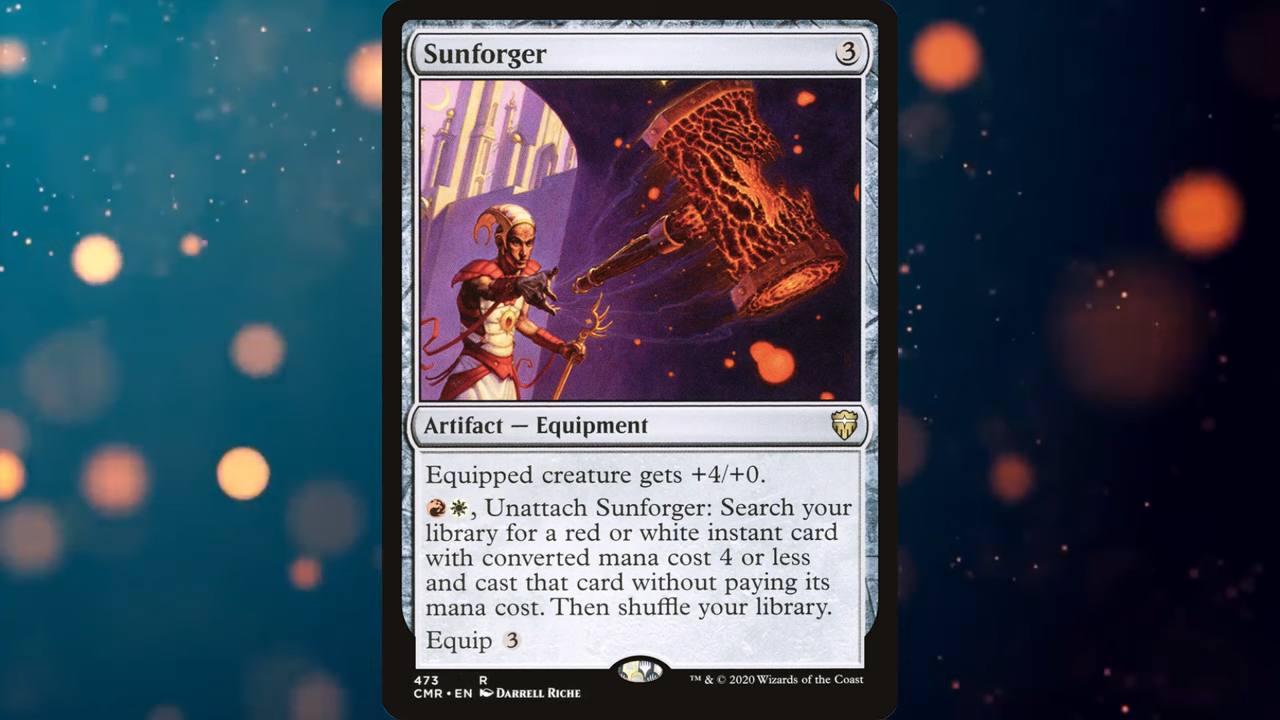 Sunforger 3
Artifact — Equipment
Equipped creature gets +4/+0.
, Unattach Sunforger: Search your
library for a red or white instant card
with converted mana cost 4 or less
and cast that card without paying its
mana cost. Then shuffle your library.
Equip 3
473 R
CMR • EN Darrell Riche
™ & © 2020 Wizards of the Coast